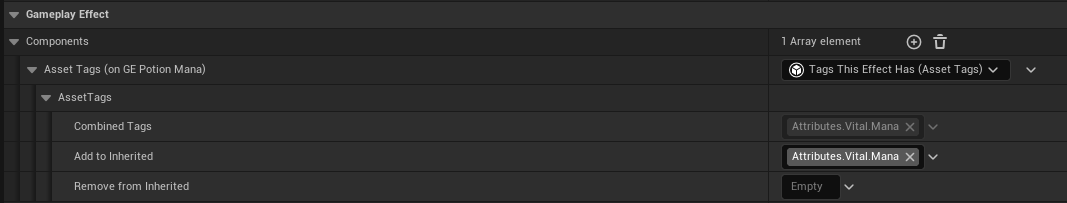 Gameplay Effect
Components 1 Array element
Asset Tags (on GE Potion Mana) Tags This Effect Has (Asset Tags)
AssetTags
Combined Tags Attributes.Vital.Mana
Add to Inherited Attributes.Vital.Mana
Remove from Inherited Empty